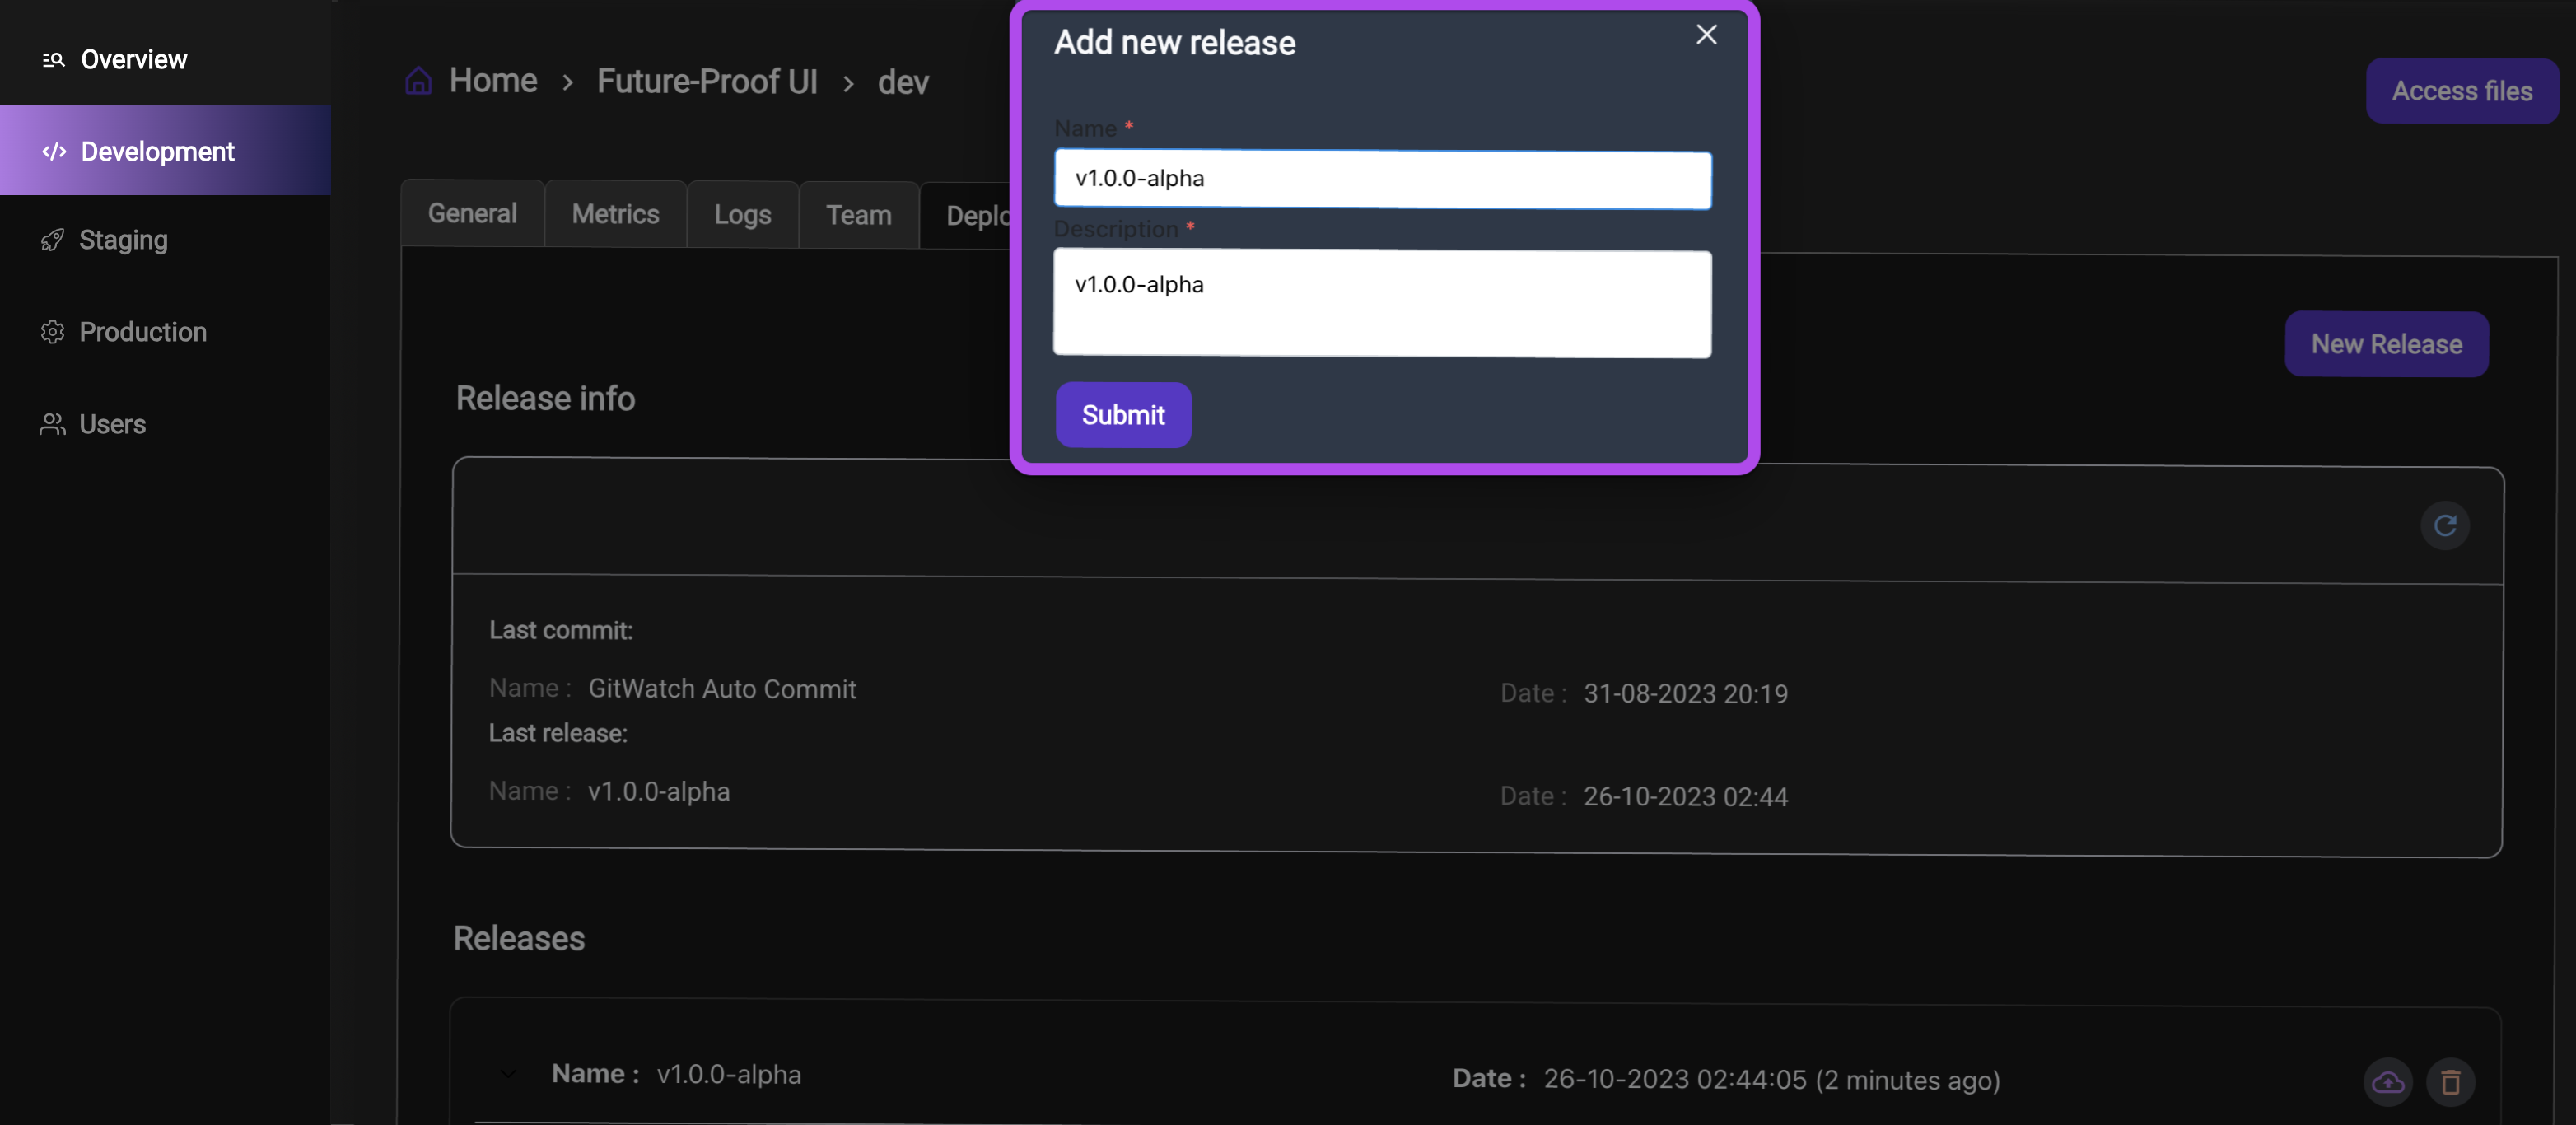 Overview
Development
Staging
Production
Users
Home > Future-Proof UI > dev
Access files
General Metrics Logs Team Deplo
Add new release
Name *
v1.0.0-alpha
Description *
v1.0.0-alpha
Submit
New Release
Release info
Last commit:
Name : GitWatch Auto Commit Date : 31-08-2023 20:19
Last release:
Name : v1.0.0-alpha Date : 26-10-2023 02:44
Releases
Name : v1.0.0-alpha Date : 26-10-2023 02:44:05 (2 minutes ago)